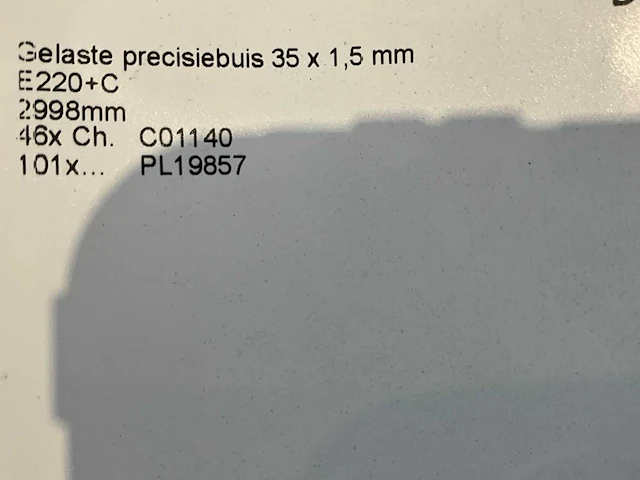 Gelaste precisiebuis 35 x 1,5 mm
E220+C
2998mm
46x Ch. C01140
101x... PL19857